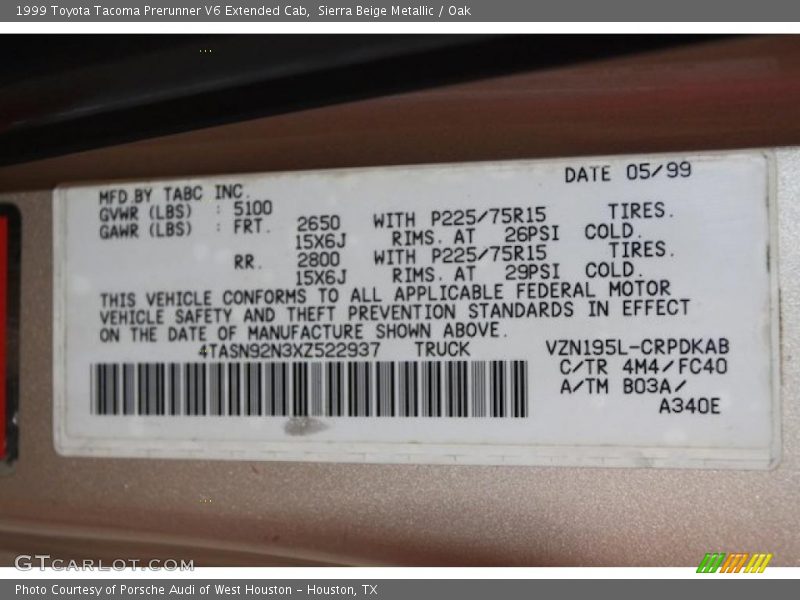 1999 Toyota Tacoma Prerunner V6 Extended Cab, Sierra Beige Metallic / Oak
DATE 05/99
MFD BY TABC INC.
GVWR (LBS) : 5100
GAWR (LBS) : FRT. 2650 WITH P225/75R15 TIRES.
15X6J RIMS. AT 26PSI COLD.
RR. 2800 WITH P225/75R15 TIRES.
15X6J RIMS. AT 29PSI COLD.
THIS VEHICLE CONFORMS TO ALL APPLICABLE FEDERAL MOTOR
VEHICLE SAFETY AND THEFT PREVENTION STANDARDS IN EFFECT
ON THE DATE OF MANUFACTURE SHOWN ABOVE.
4TASN92N3XZ522937 TRUCK VZN195L-CRPDKAB
C/TR 4M4/FC40
A/TM B03A/
A340E
GTcarlot.com
Photo Courtesy of Porsche Audi of West Houston - Houston, TX